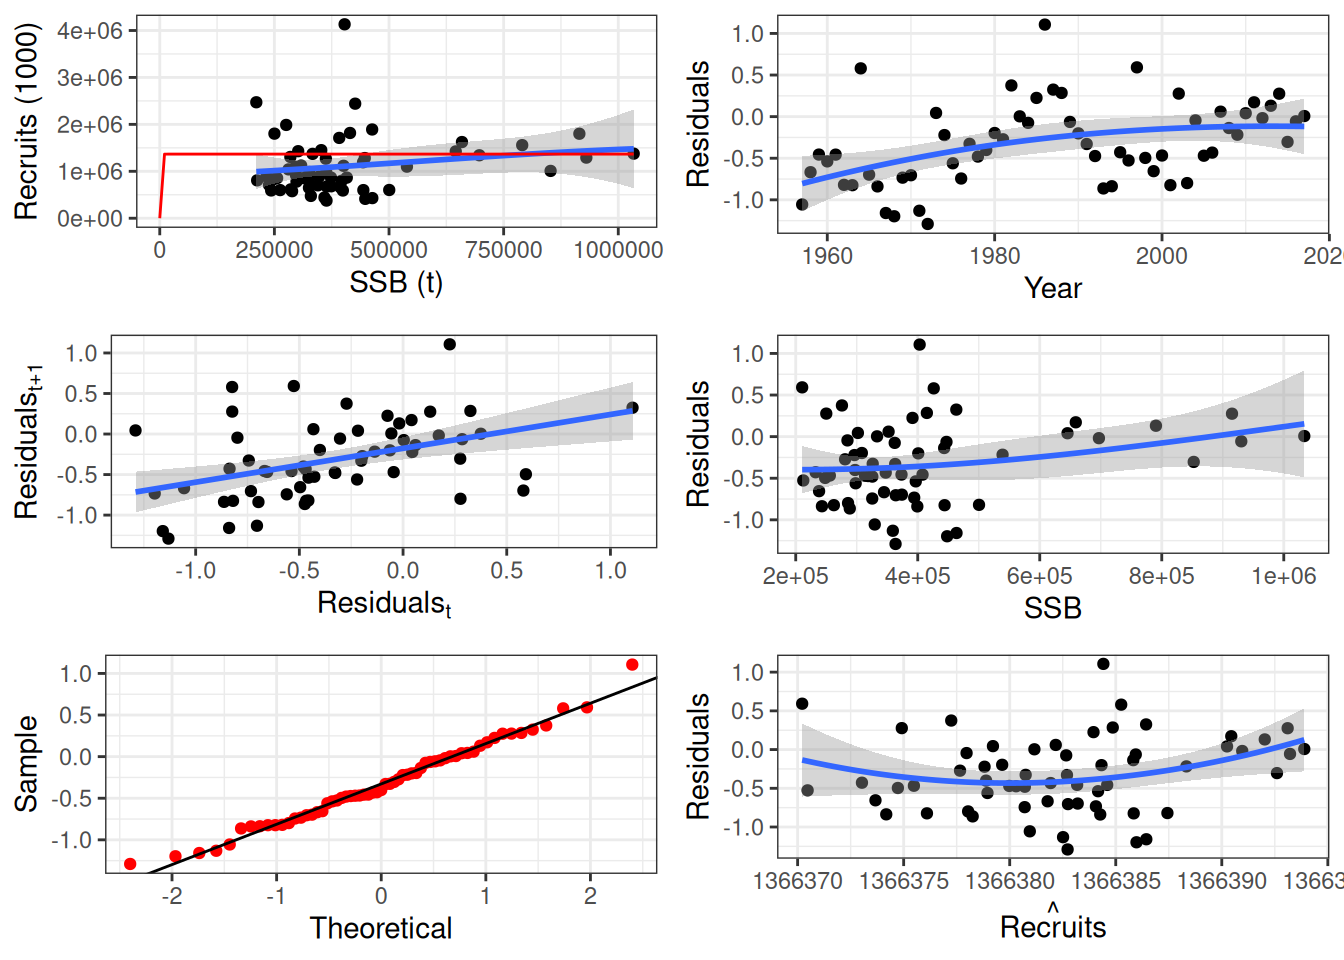 Recruits (1000)
4e+06
3e+06
2e+06
1e+06
0e+00
0 250000 500000 750000 1000000
SSB (t)
Residuals
1.0
0.5
0.0
-0.5
-1.0
1960 1980 2000 202
Year
Residualst+1
1.0
0.5
0.0
-0.5
-1.0
-1.0 -0.5 0.0 0.5 1.0
Residualst
Residuals
1.0
0.5
0.0
-0.5
-1.0
2e+05 4e+05 6e+05 8e+05 1e+06
SSB
Sample
1.0
0.5
0.0
-0.5
-1.0
-2 -1 0 1 2
Theoretical
Residuals
1.0
0.5
0.0
-0.5
-1.0
1366370 1366375 1366380 1366385 1366390 13663
^
Recruits